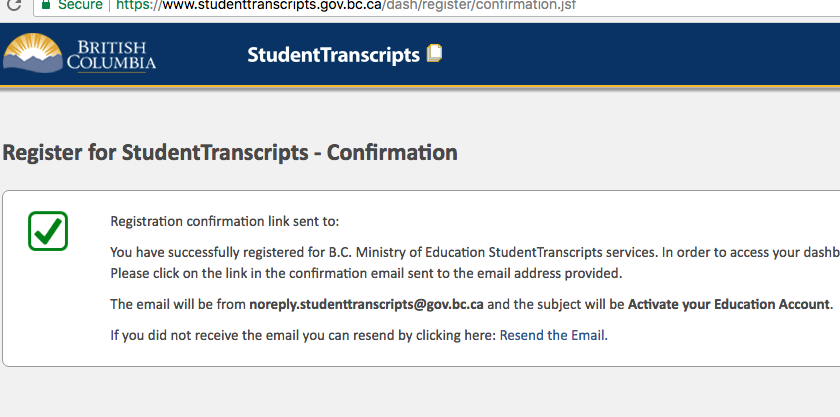 Secure | https://www.studenttranscripts.gov.bc.ca/dash/register/confirmation.jsf
BRITISH
COLUMBIA
StudentTranscripts
Register for StudentTranscripts - Confirmation
Registration confirmation link sent to:
You have successfully registered for B.C. Ministry of Education StudentTranscripts services. In order to access your dashb
Please click on the link in the confirmation email sent to the email address provided.
The email will be from noreply.studenttranscripts@gov.bc.ca and the subject will be Activate your Education Account.
If you did not receive the email you can resend by clicking here: Resend the Email.